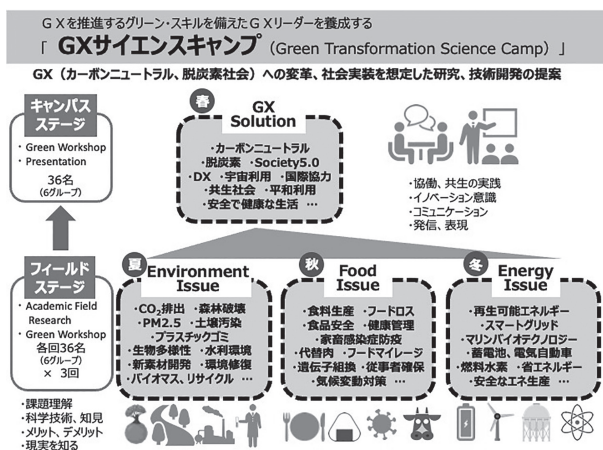 GXを推進するグリーン・スキルを備えたGXリーダーを養成する
「 GXサイエンスキャンプ（Green Transformation Science Camp）」
GX（カーボンニュートラル、脱炭素社会）への変革、社会実装を想定した研究、技術開発の提案
キャンパス
ステージ
・ Green Workshop
・ Presentation
36名
(6グループ)
春
GX
Solution
・カーボンニュートラル
・脱炭素 ・Society5.0
・DX ・宇宙利用 ・国際協力
・共生社会 ・平和利用
・安全で健康な生活 …
・協働、共生の実践
・イノベーション意識
・コミュニケーション
・発信、表現
フィールド
ステージ
・ Academic Field
Research
・ Green Workshop
各回36名
(6グループ)
× 3回
・課題理解
・科学技術、知見
・メリット、デメリット
・現実を知る
夏
Environment
Issue
・CO₂排出 ・森林破壊
・PM2.5 ・土壌汚染
・プラスチックゴミ
・生物多様性 ・水利環境
・新素材開発 ・環境修復
・バイオマス、リサイクル …
秋
Food
Issue
・食料生産 ・フードロス
・食品安全 ・健康管理
・家畜感染症防疫
・代替肉 ・フードマイレージ
・遺伝子組換 ・従事者確保
・気候変動対策 …
冬
Energy
Issue
・再生可能エネルギー
・スマートグリッド
・マリンバイオテクノロジー
・蓄電池、電気自動車
・燃料水素 ・省エネルギー
・安全なエネ生産 …